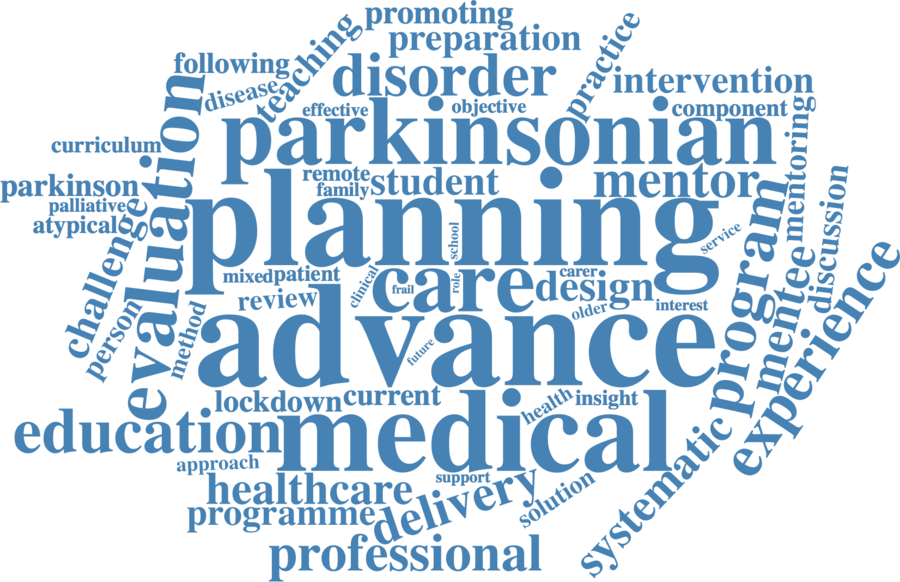 promoting
preparation
practice
following
teaching
disorder
intervention
disease
effective
objective
component
parkinsonian
curriculum
evaluation
remote
family
student
mentor
mentoring
parkinson
palliative
atypical
planning
school
service
discussion
challenge
mixed
patient
clinical
care
frail
role
carer
design
program
mentee
experience
review
older
interest
person
method
advance
future
lockdown
current
health
insight
education
medical
systematic
approach
support
healthcare
delivery
solution
programme
professional